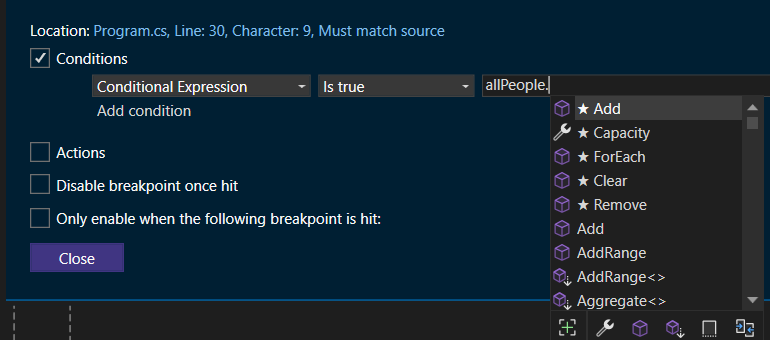 Location: Program.cs, Line: 30, Character: 9, Must match source
Conditions
Conditional Expression Is true allPeople.
Add condition
★ Add
★ Capacity
★ ForEach
★ Clear
★ Remove
Add
AddRange
AddRange<>
Aggregate<>
Actions
Disable breakpoint once hit
Only enable when the following breakpoint is hit:
Close